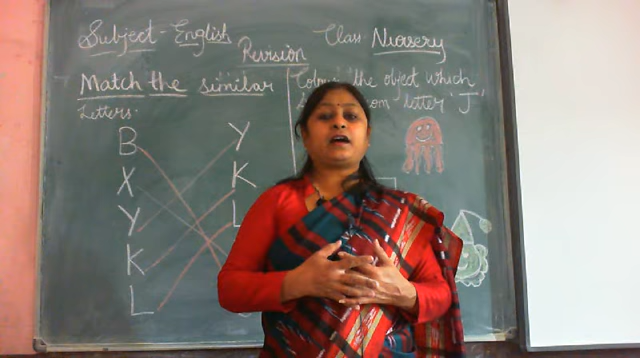 Subject - English
Revision
Class Nursery
Match the similar
Letters.
B Y
X K
Y L
K
L
the object which
letter 'J'